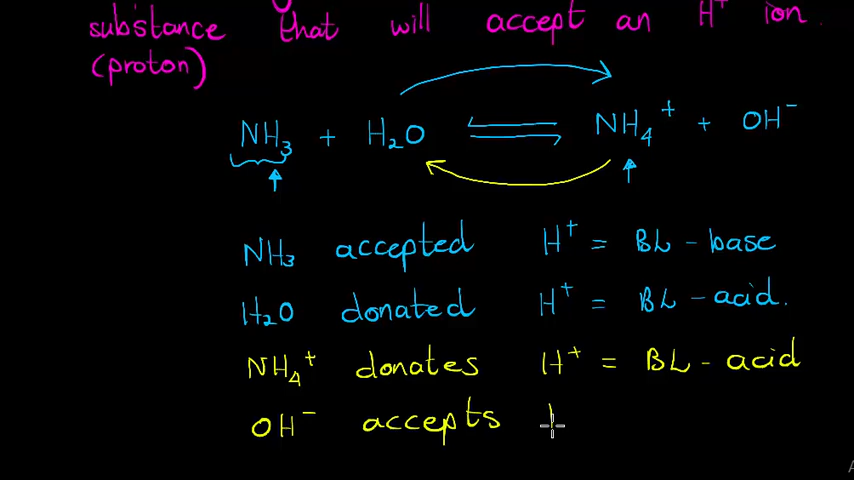 substance that will accept an H⁺ ion
(proton)
NH₃ + H₂O ⇌ NH₄⁺ + OH⁻
NH₃ accepted H⁺ = BL - base
H₂O donated H⁺ = BL - acid.
NH₄⁺ donates H⁺ = BL - acid
OH⁻ accepts